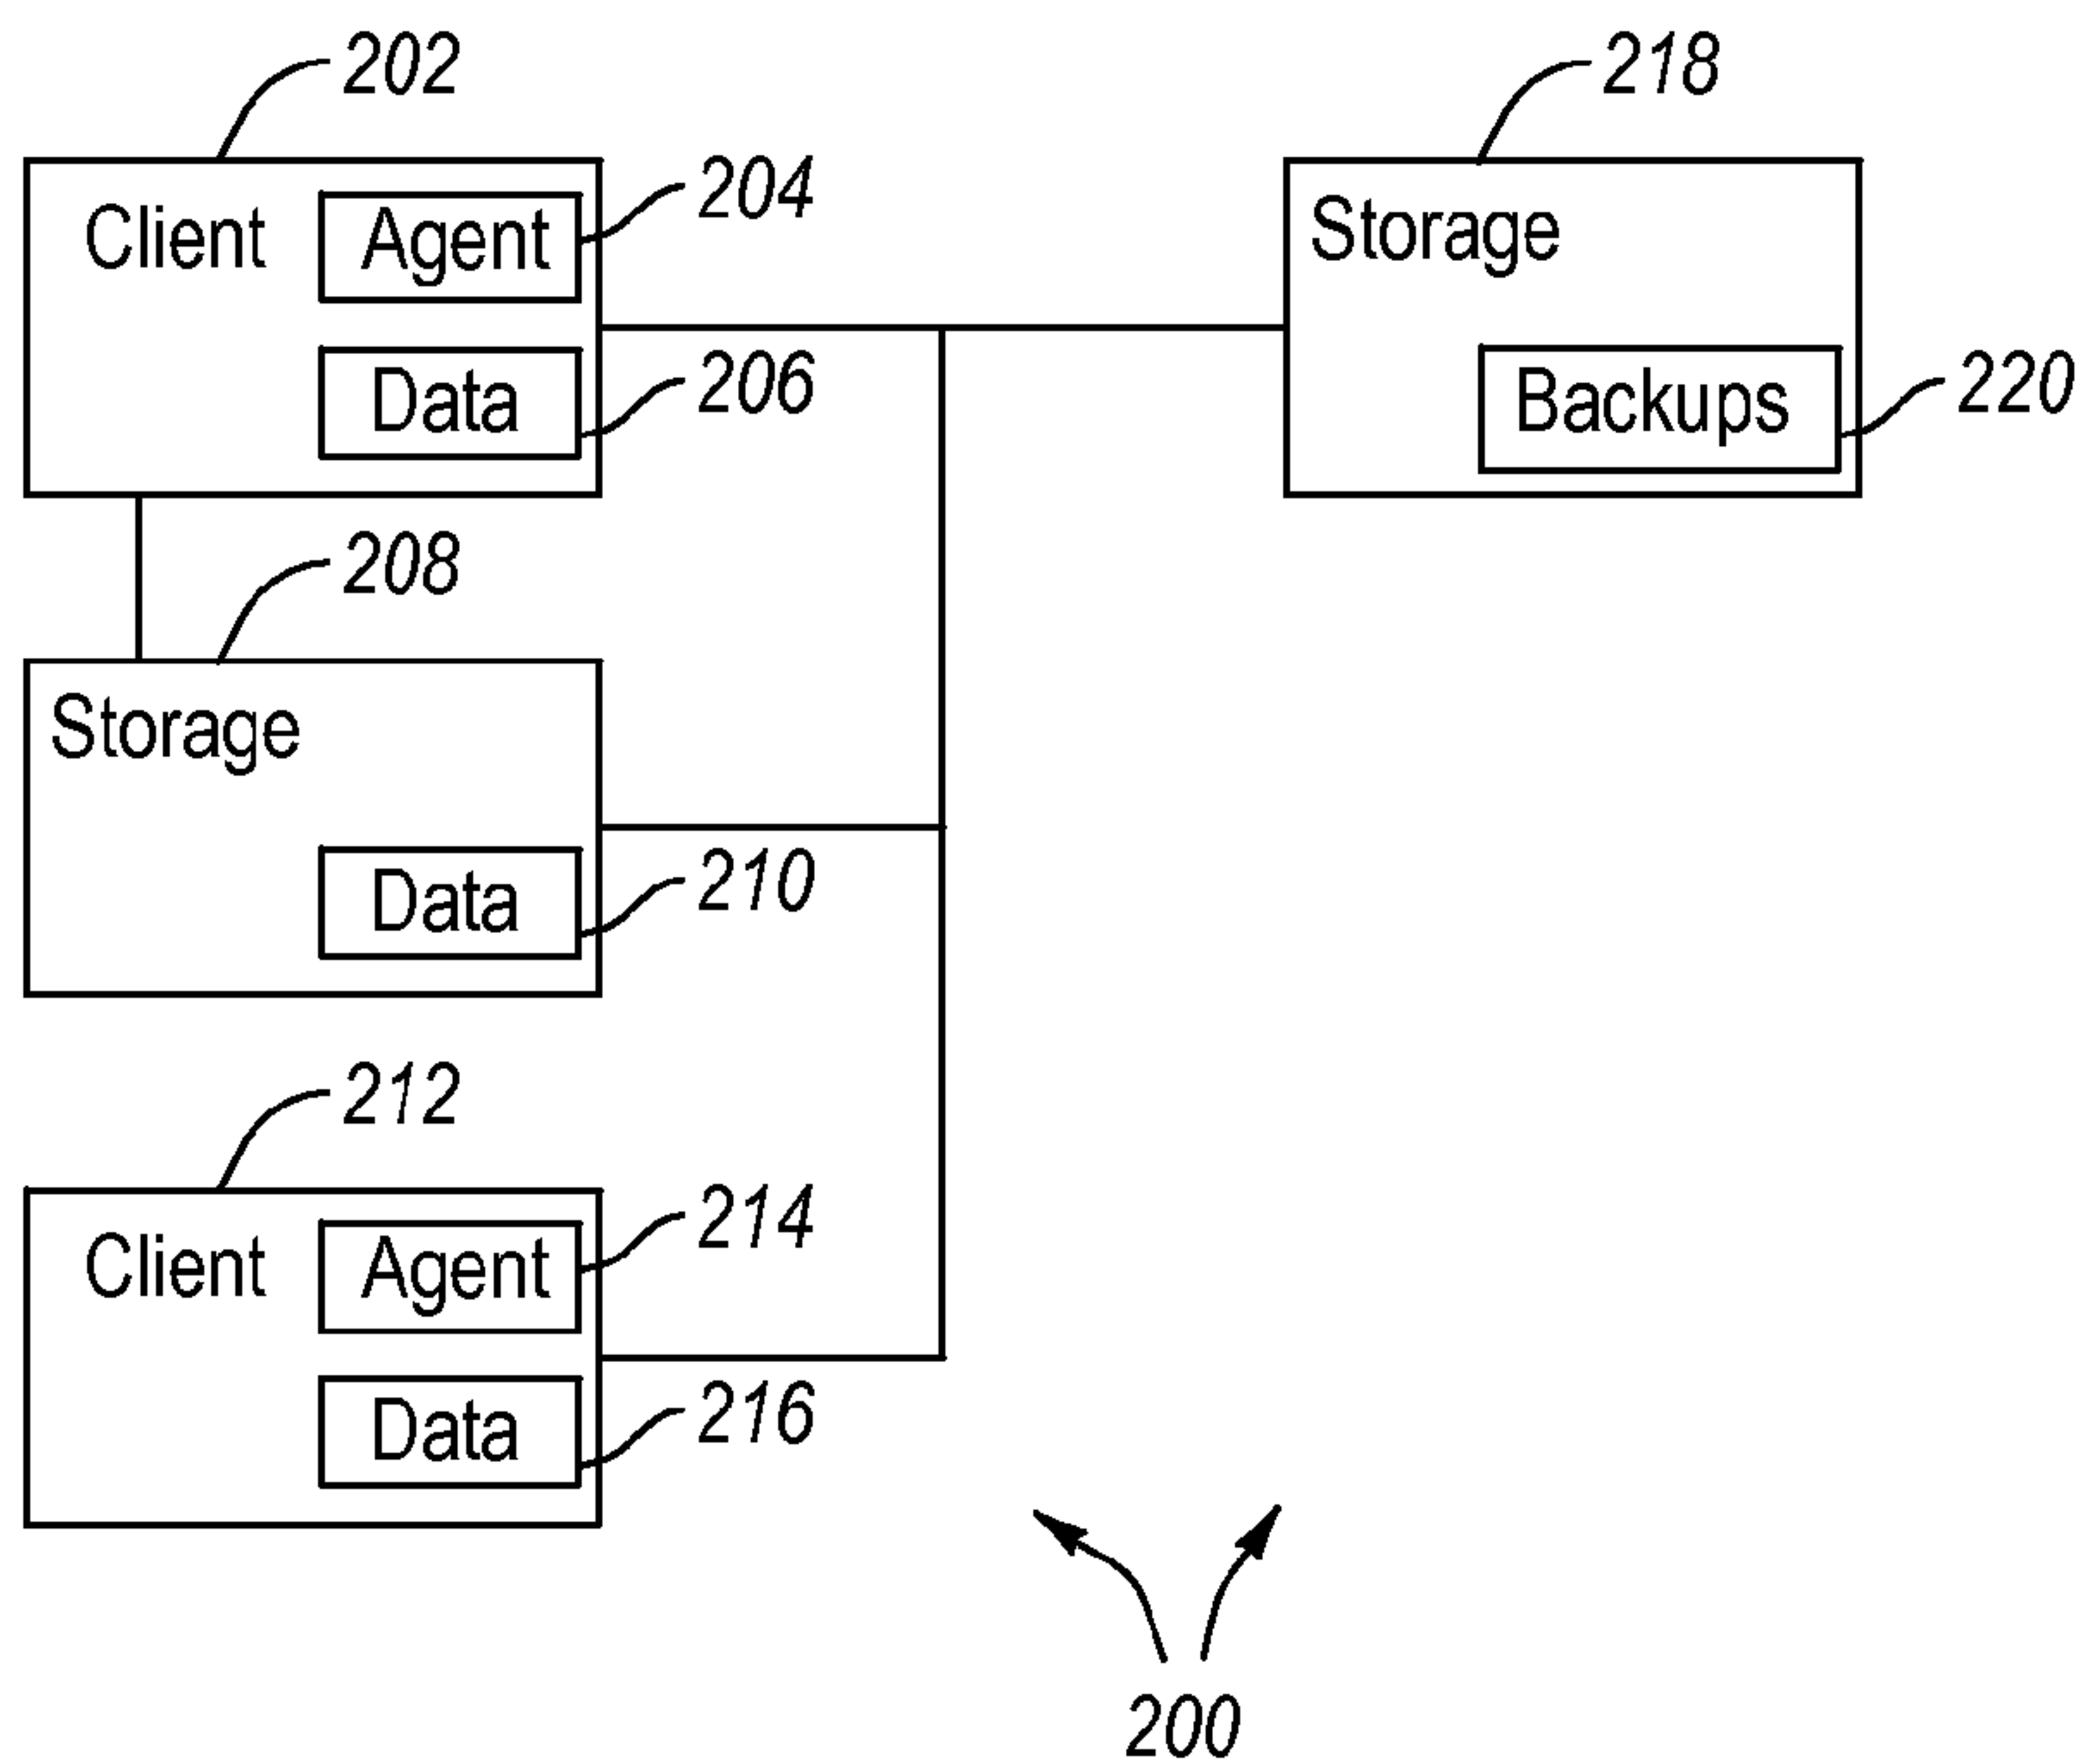 202
218
204
Client
Agent
Storage
206
Data
Backups
220
208
Storage
210
Data
212
214
Client
Agent
216
Data
200